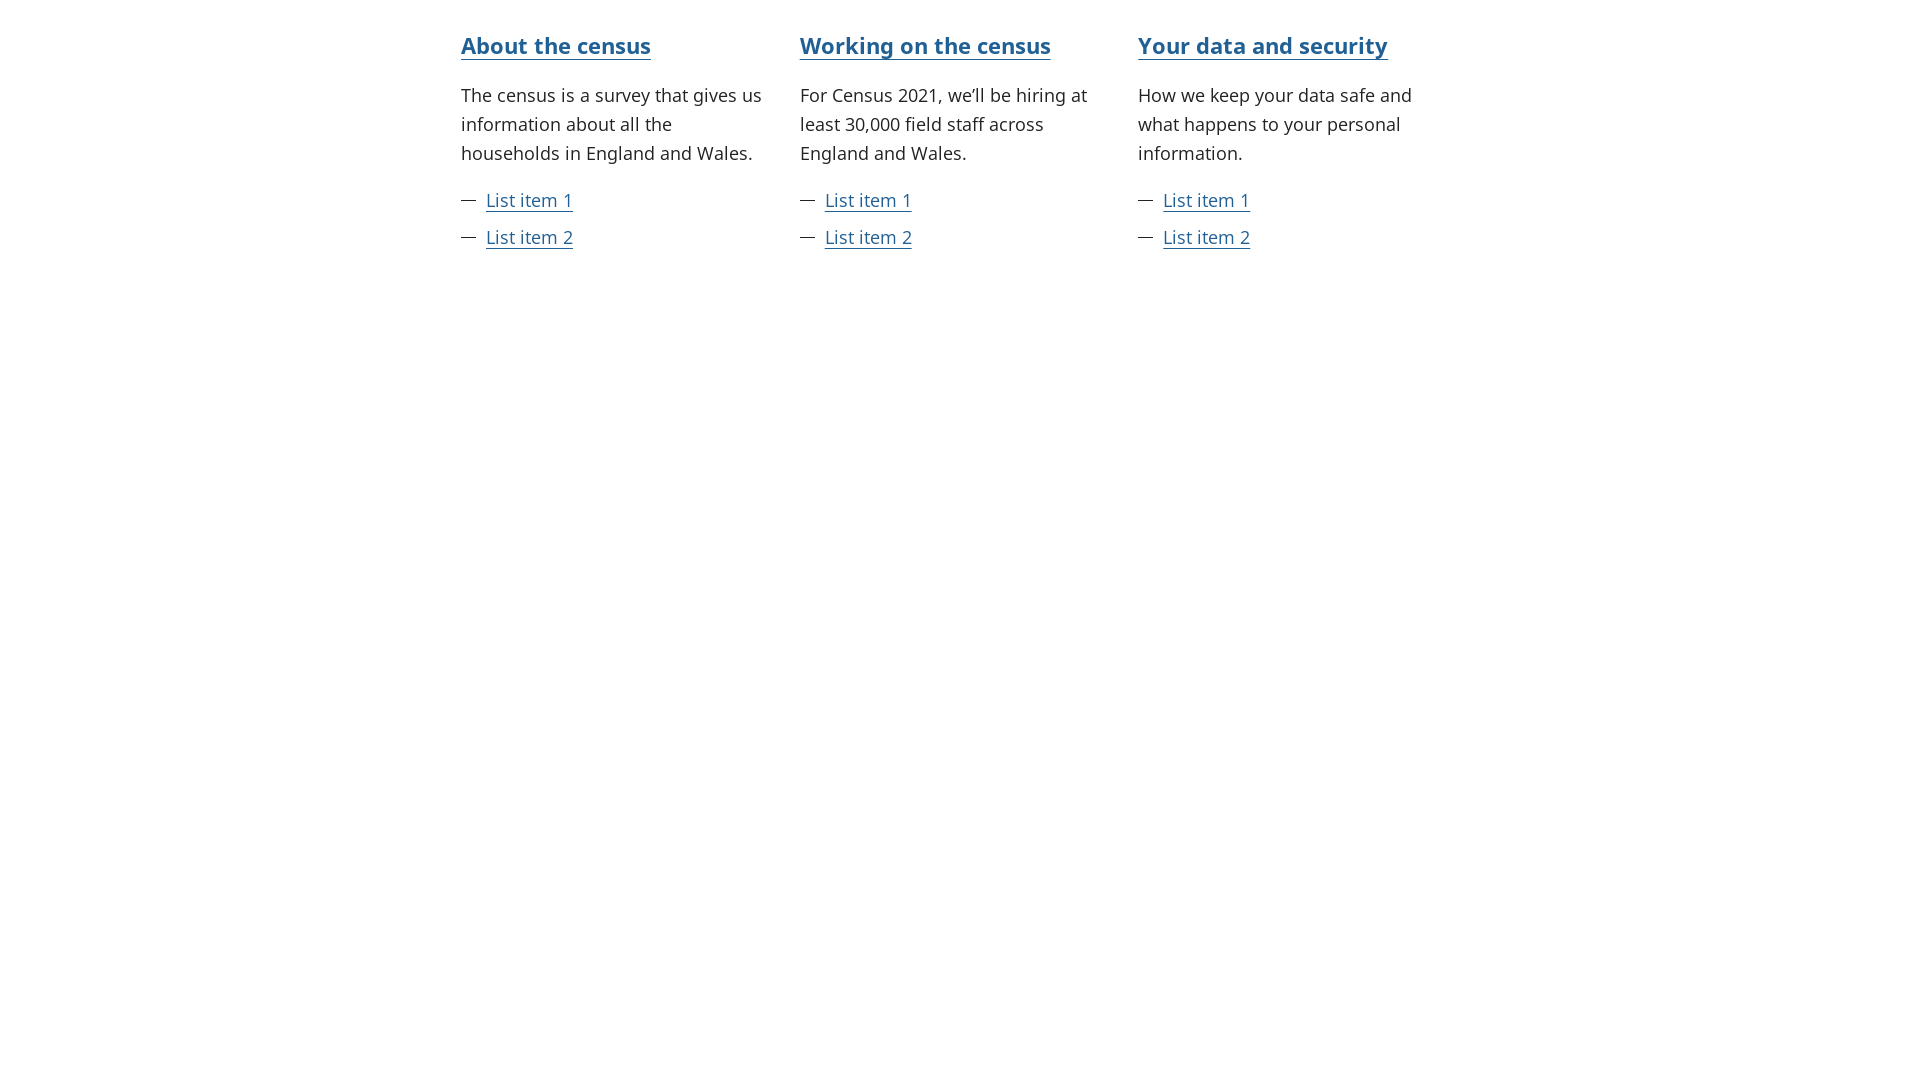 About the census
The census is a survey that gives us
information about all the
households in England and Wales.
— List item 1
— List item 2
Working on the census
For Census 2021, we’ll be hiring at
least 30,000 field staff across
England and Wales.
— List item 1
— List item 2
Your data and security
How we keep your data safe and
what happens to your personal
information.
— List item 1
— List item 2